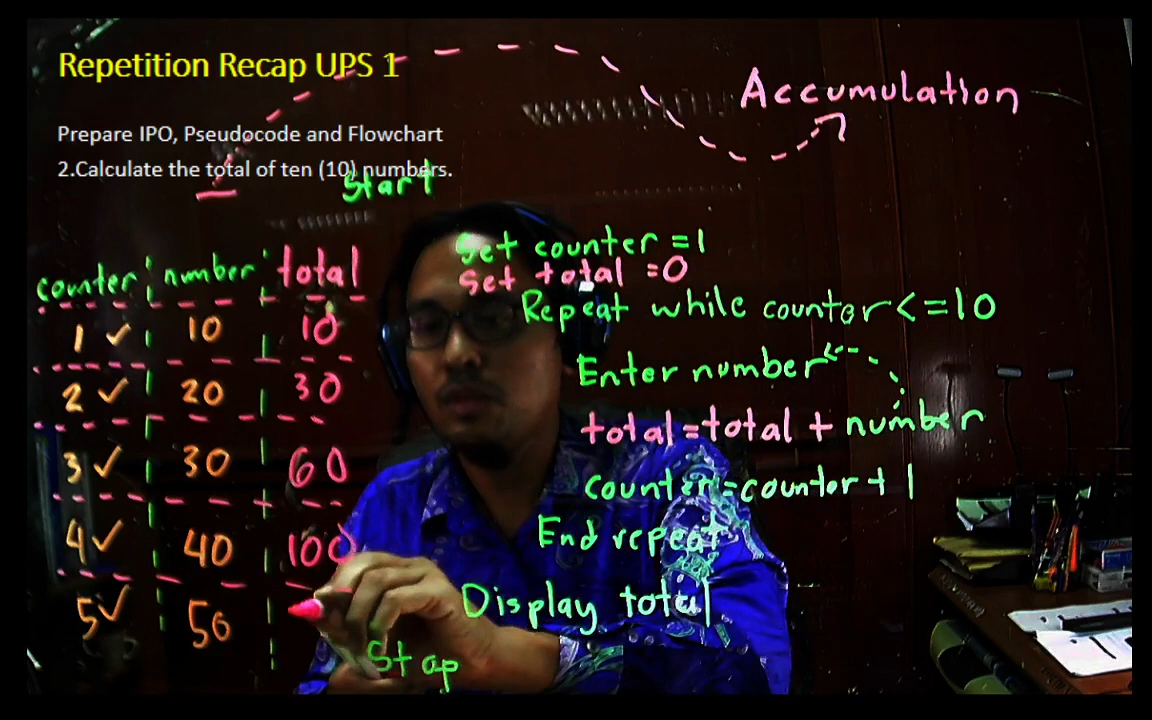 Repetition Recap UPS 1
Accumulation
Prepare IPO, Pseudocode and Flowchart
2.Calculate the total of ten (10) numbers.
Start
Set counter = 1
Set total = 0
Repeat while counter <= 10
Enter number
total = total + number
counter = counter + 1
End repeat
Display total
Stop
counter number total
1 ✓ 10 10
2 ✓ 20 30
3 ✓ 30 60
4 ✓ 40 100
5 ✓ 50